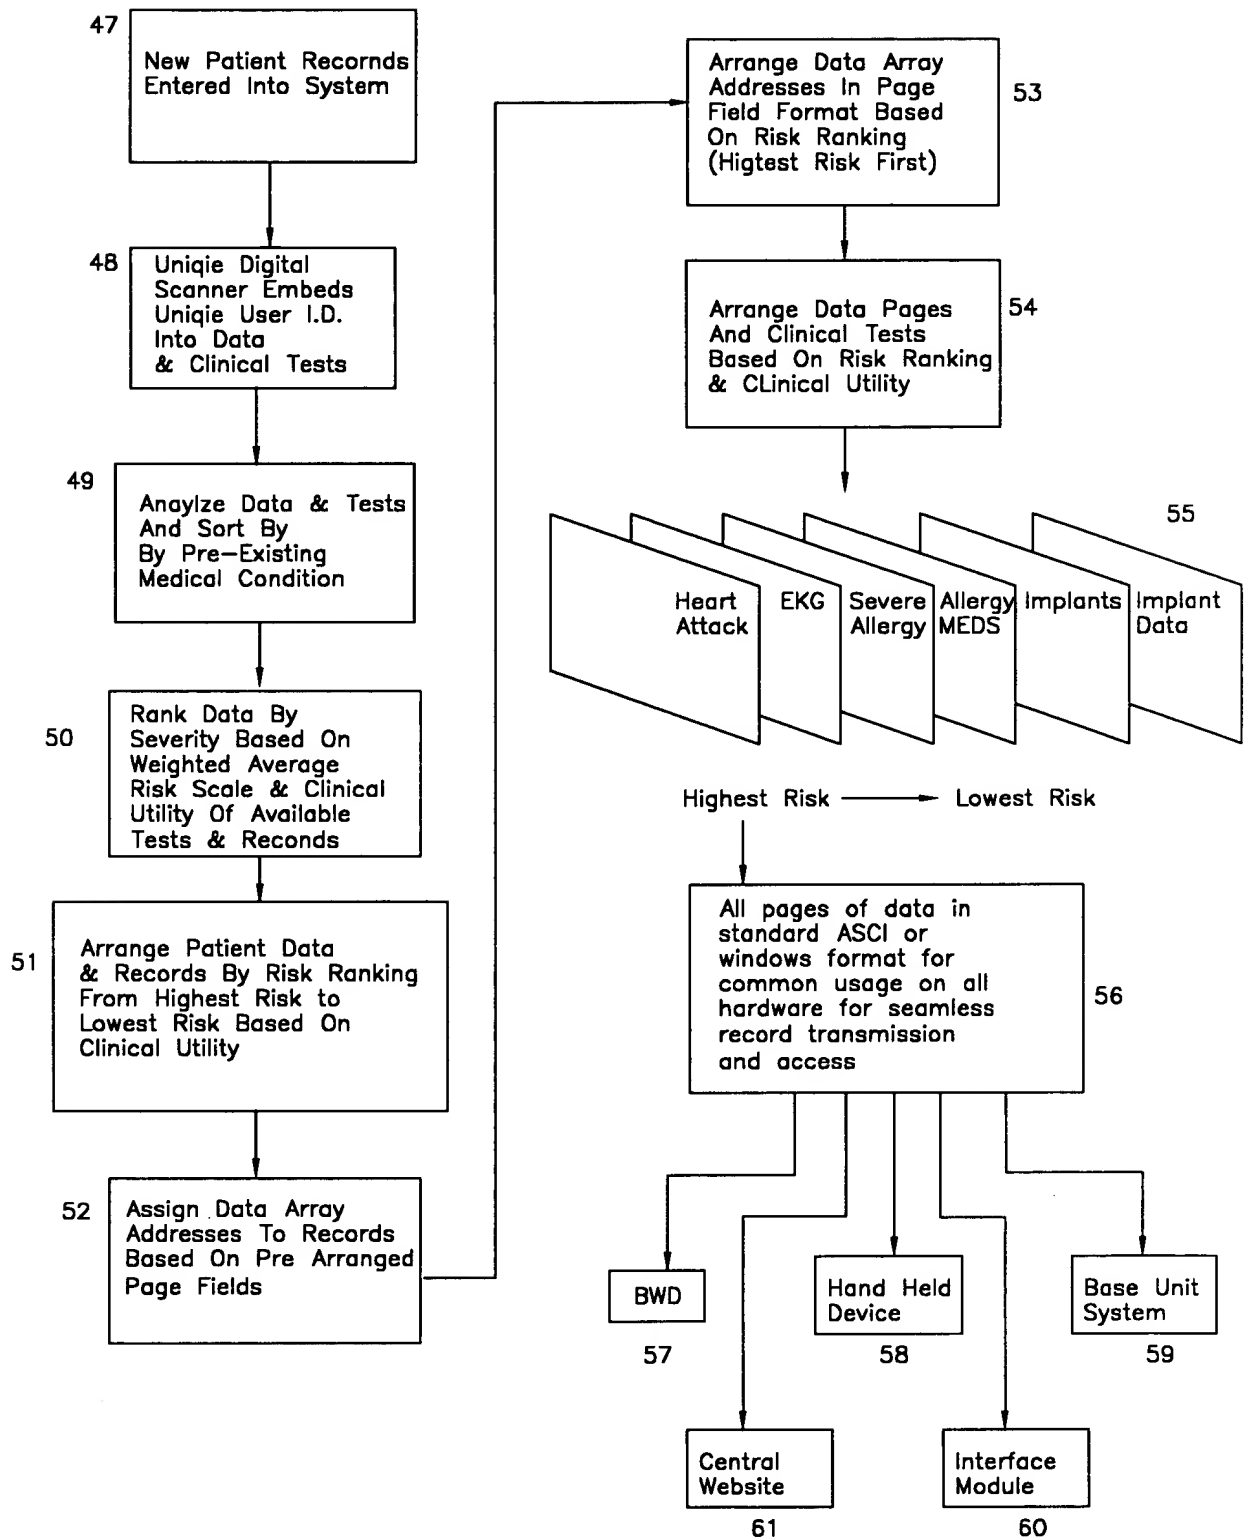 47
New Patient Recornds
Entered Into System
48
Uniqie Digital
Scanner Embeds
Uniqie User I.D.
Into Data
& Clinical Tests
49
Anaylze Data & Tests
And Sort By
By Pre-Existing
Medical Condition
50
Rank Data By
Severity Based On
Weighted Average
Risk Scale & Clinical
Utility Of Available
Tests & Reconds
51
Arrange Patient Data
& Records By Risk Ranking
From Highest Risk to
Lowest Risk Based On
Clinical Utility
52
Assign Data Array
Addresses To Records
Based On Pre Arranged
Page Fields
53
Arrange Data Array
Addresses In Page
Field Format Based
On Risk Ranking
(Higtest Risk First)
54
Arrange Data Pages
And Clinical Tests
Based On Risk Ranking
& CLinical Utility
55
Heart
Attack
EKG
Severe
Allergy
Allergy
MEDS
Implants
Implant
Data
Highest Risk
Lowest Risk
56
All pages of data in
standard ASCI or
windows format for
common usage on all
hardware for seamless
record transmission
and access
BWD
57
Hand Held
Device
58
Base Unit
System
59
Central
Website
61
Interface
Module
60